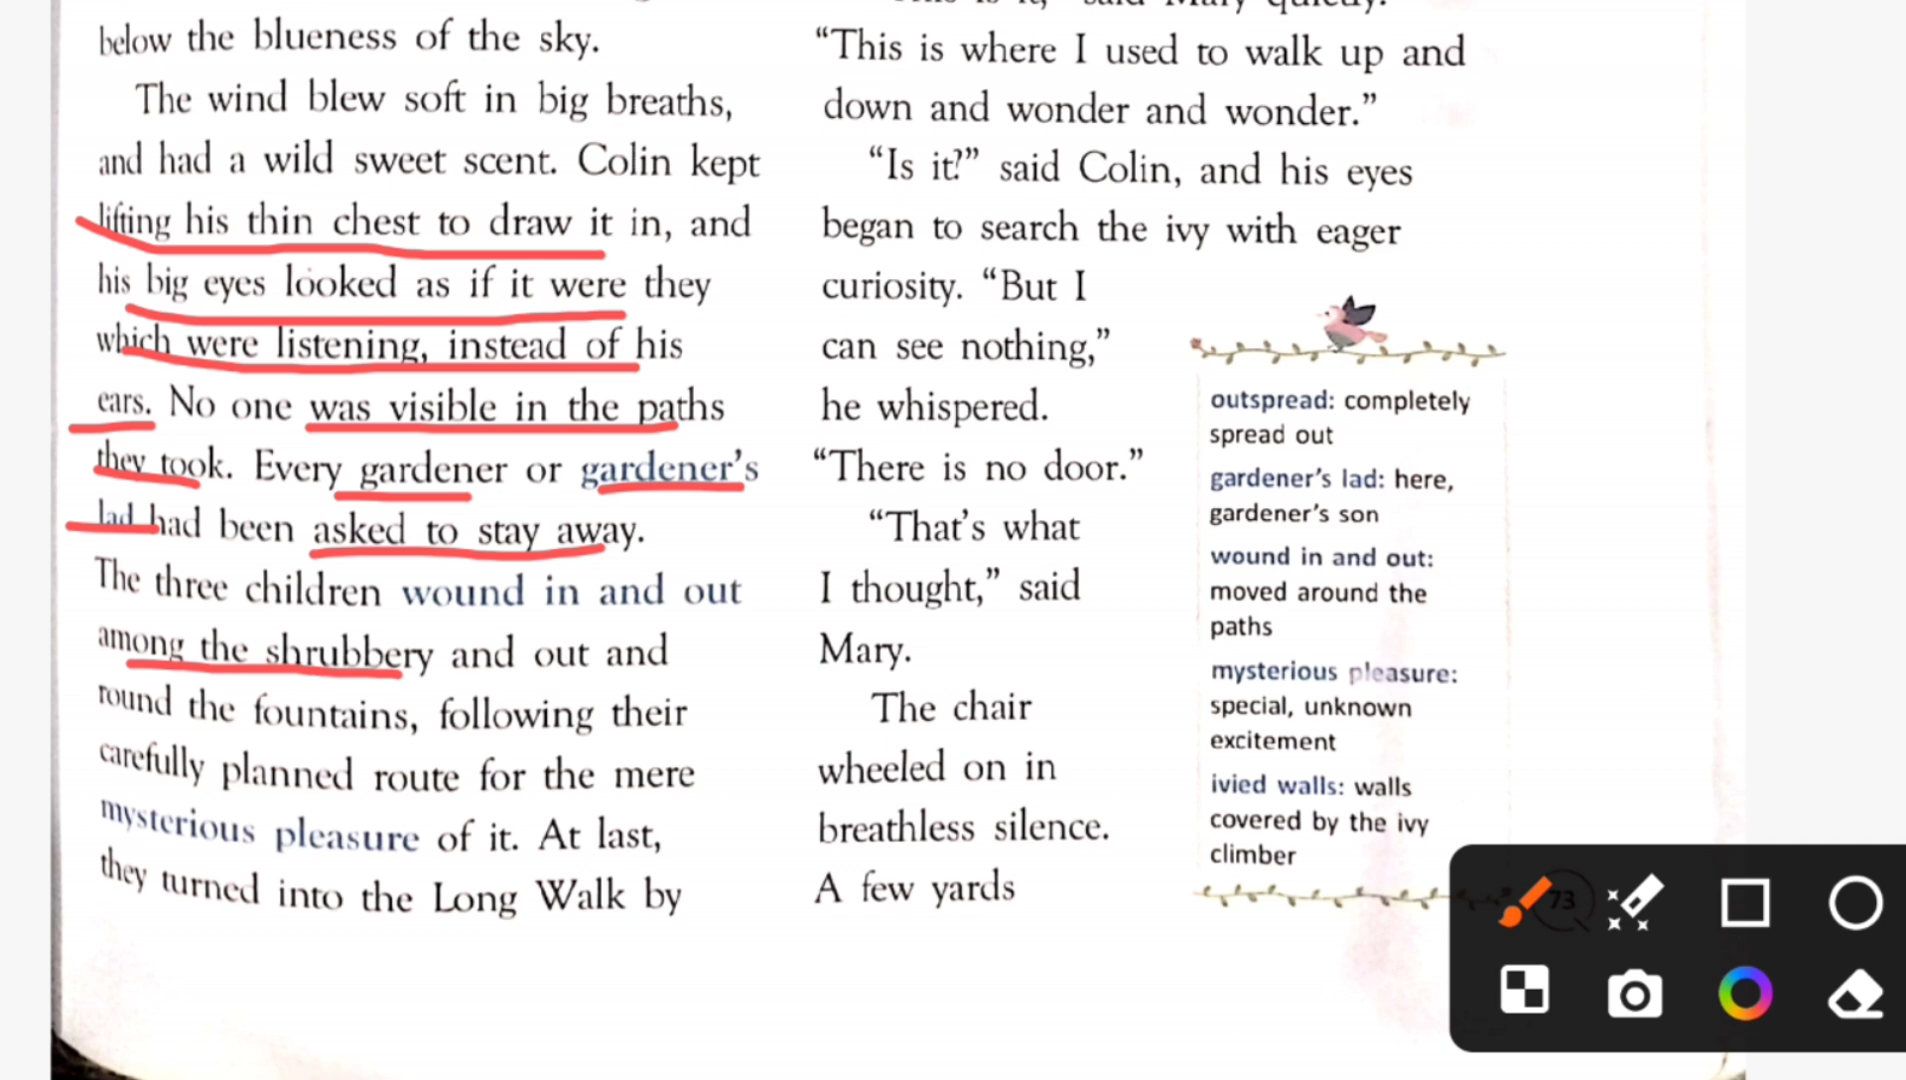 below the blueness of the sky.
The wind blew soft in big breaths,
and had a wild sweet scent. Colin kept
lifting his thin chest to draw it in, and
his big eyes looked as if it were they
which were listening, instead of his
ears. No one was visible in the paths
they took. Every gardener or gardener's
lad had been asked to stay away.
The three children wound in and out
among the shrubbery and out and
round the fountains, following their
carefully planned route for the mere
mysterious pleasure of it. At last,
they turned into the Long Walk by
said Mary quietly.
“This is where I used to walk up and
down and wonder and wonder.”
“Is it?” said Colin, and his eyes
began to search the ivy with eager
curiosity. “But I
can see nothing,”
he whispered.
“There is no door.”
“That's what
I thought,” said
Mary.
The chair
wheeled on in
breathless silence.
A few yards
outspread: completely
spread out
gardener's lad: here,
gardener's son
wound in and out:
moved around the
paths
mysterious pleasure:
special, unknown
excitement
ivied walls: walls
covered by the ivy
climber
73